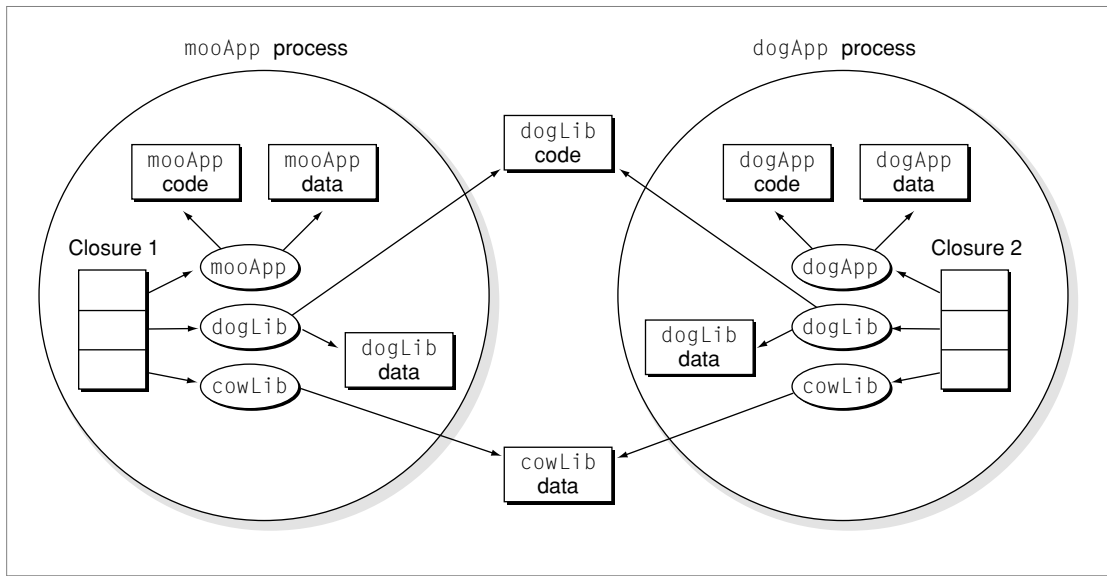 mooApp process
dogApp process
dogLib
code
mooApp
code
mooApp
data
dogApp
code
dogApp
data
Closure 1
mooApp
dogApp
Closure 2
dogLib
dogLib
data
dogLib
data
dogLib
cowLib
cowLib
cowLib
data